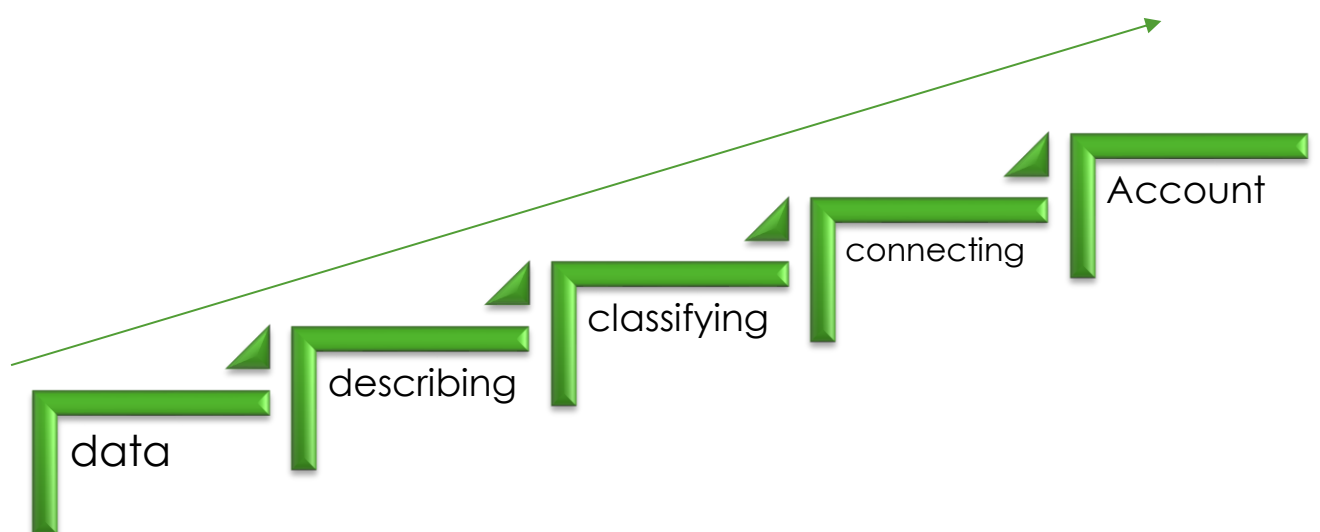 data
describing
classifying
connecting
Account